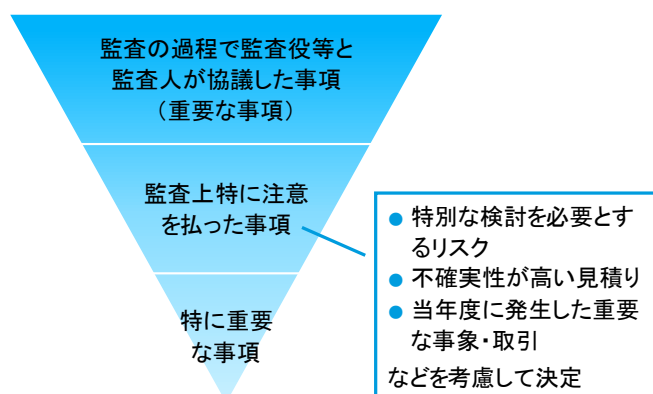 監査の過程で監査役等と
監査人が協議した事項
（重要な事項）
監査上特に注意
を払った事項
特に重要
な事項
● 特別な検討を必要とす
るリスク
● 不確実性が高い見積り
● 当年度に発生した重要
な事象・取引
などを考慮して決定